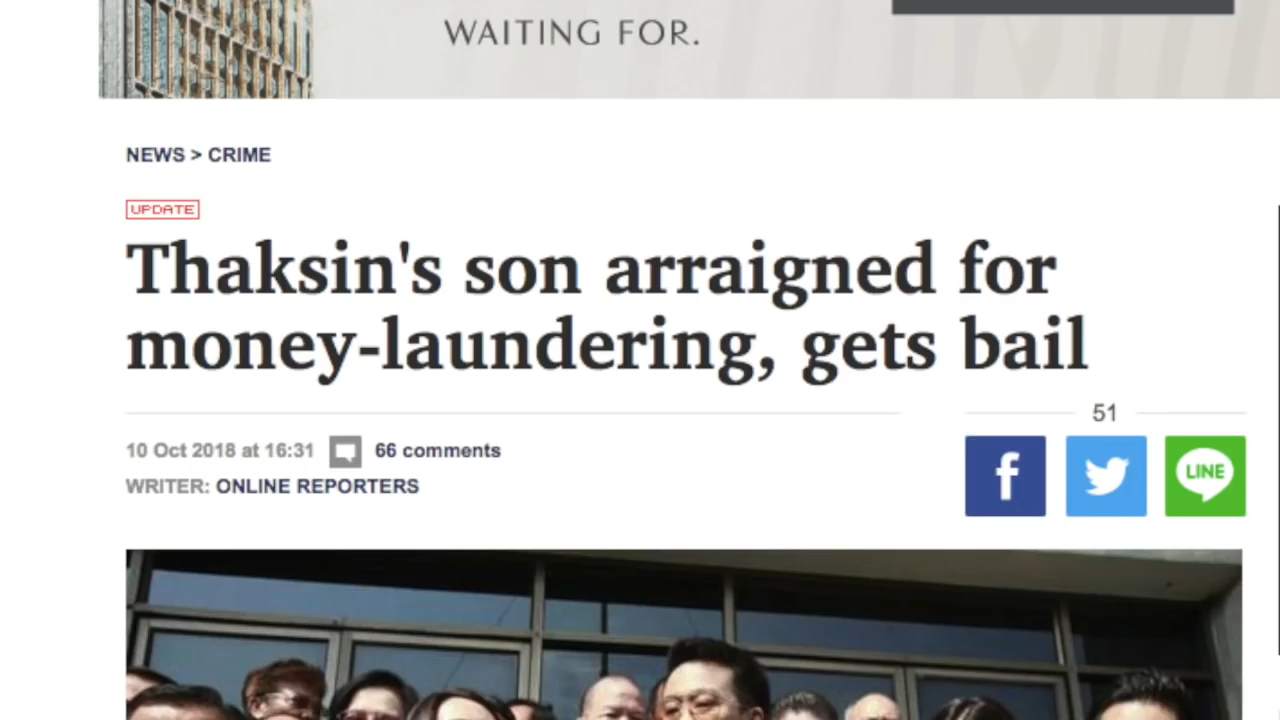 WAITING FOR.
NEWS > CRIME
UPDATE
Thaksin's son arraigned for
money-laundering, gets bail
51
10 Oct 2018 at 16:31 66 comments
WRITER: ONLINE REPORTERS
f
LINE